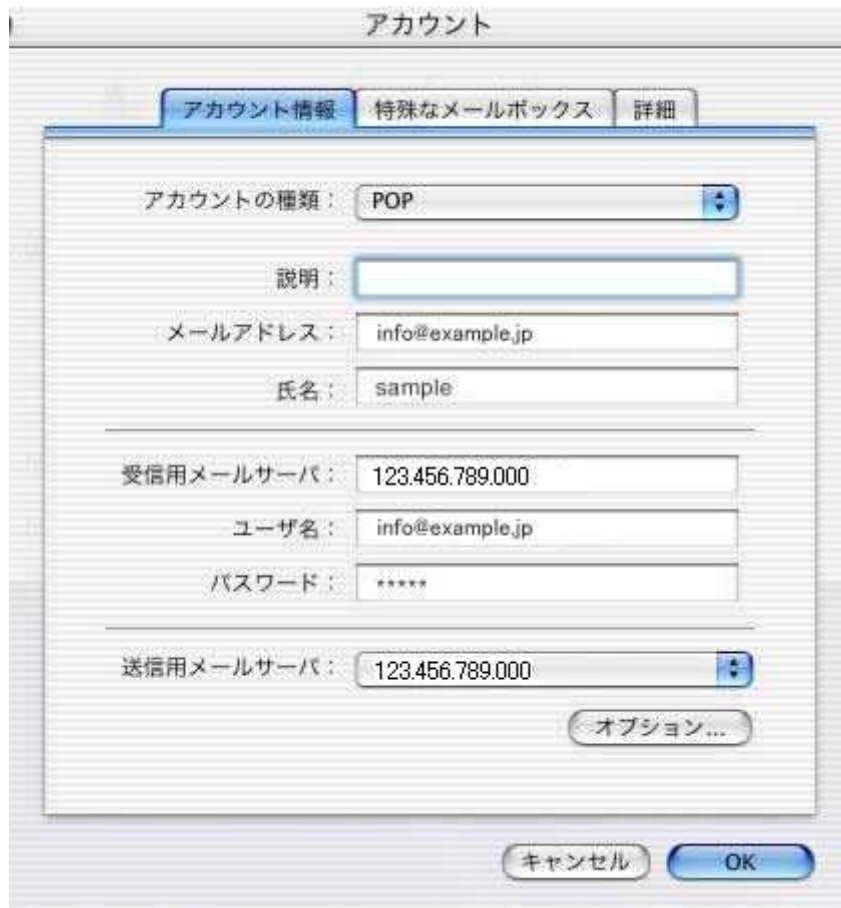 アカウント
アカウント情報 特殊なメールボックス 詳細
アカウントの種類： POP
説明：
メールアドレス： info@example.jp
氏名： sample
受信用メールサーバ： 123.456.789.000
ユーザ名： info@example.jp
パスワード： *****
送信用メールサーバ： 123.456.789.000
オプション...
キャンセル OK